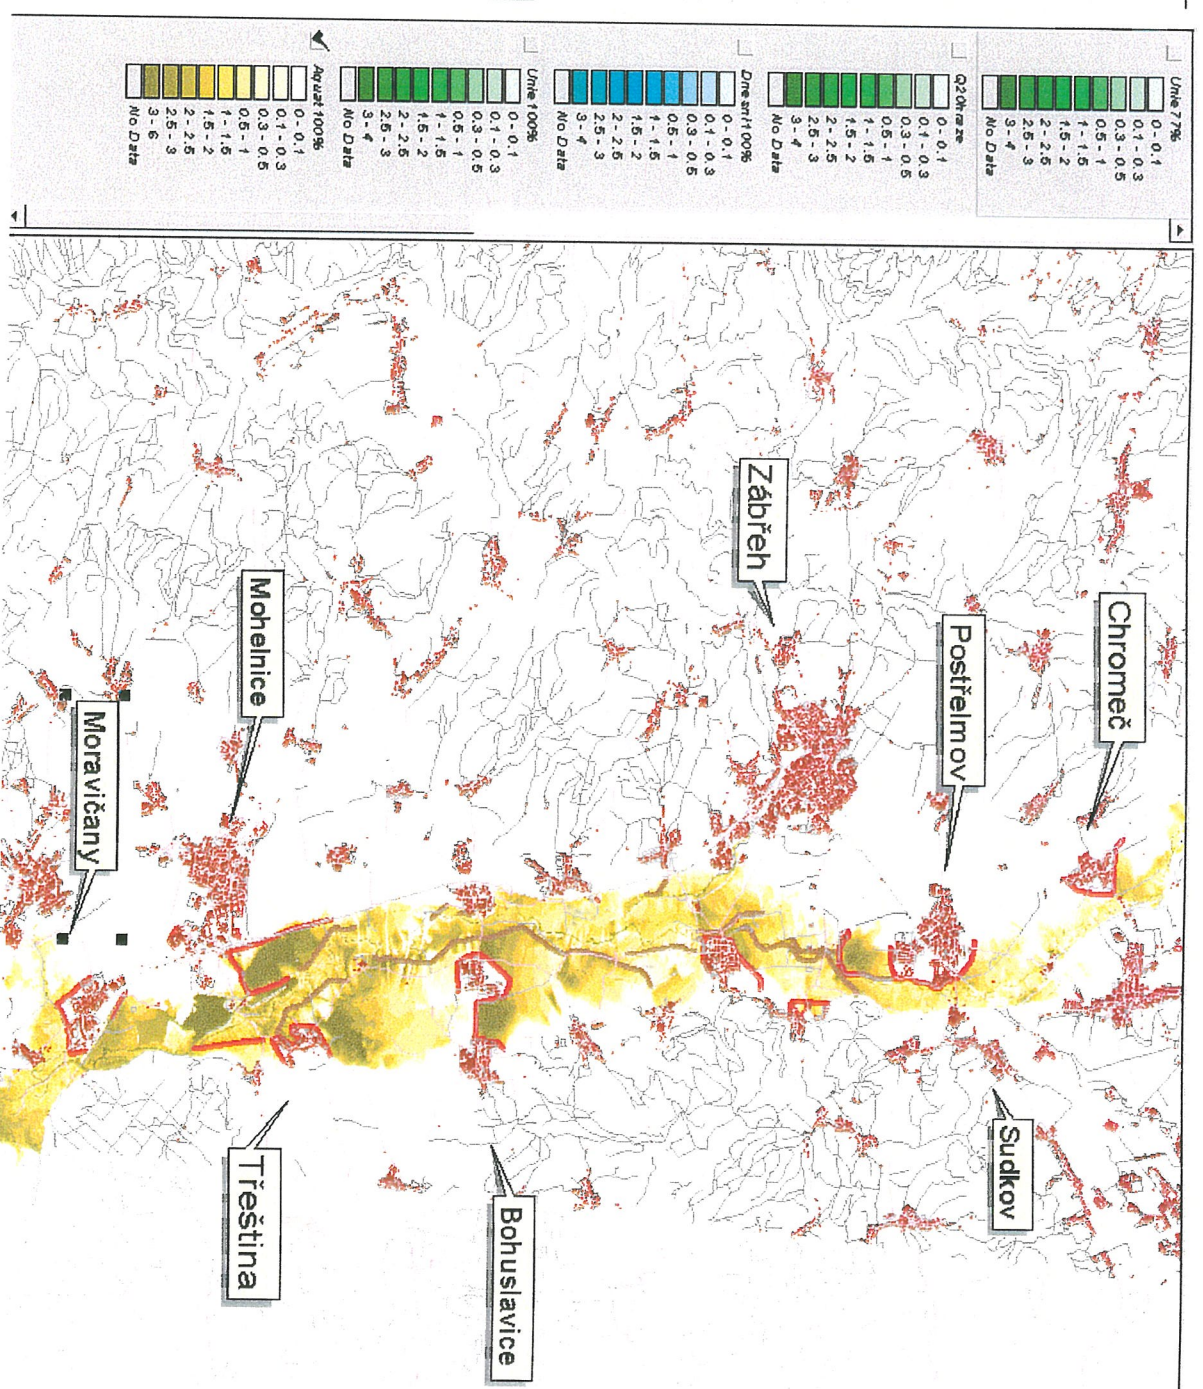 Unie 77%
0 - 0.1
0.1 - 0.3
0.3 - 0.5
0.5 - 1
1 - 1.5
1.5 - 2
2 - 2.5
2.5 - 3
3 - 4
No Data
Q20hraze
0 - 0.1
0.1 - 0.3
0.3 - 0.5
0.5 - 1
1 - 1.5
1.5 - 2
2 - 2.5
2.5 - 3
3 - 4
No Data
Dnesni100%
0 - 0.1
0.1 - 0.3
0.3 - 0.5
0.5 - 1
1 - 1.5
1.5 - 2
2 - 2.5
2.5 - 3
3 - 4
No Data
Unie 100%
0 - 0.1
0.1 - 0.3
0.3 - 0.5
0.5 - 1
1 - 1.5
1.5 - 2
2 - 2.5
2.5 - 3
3 - 4
No Data
Aquat100%
0 - 0.1
0.1 - 0.3
0.3 - 0.5
0.5 - 1
1 - 1.5
1.5 - 2
2 - 2.5
2.5 - 3
3 - 6
No Data
Chromeč
Sudkov
Postřelmov
Zábřeh
Bohuslavice
Třeština
Mohelnice
Moravičany